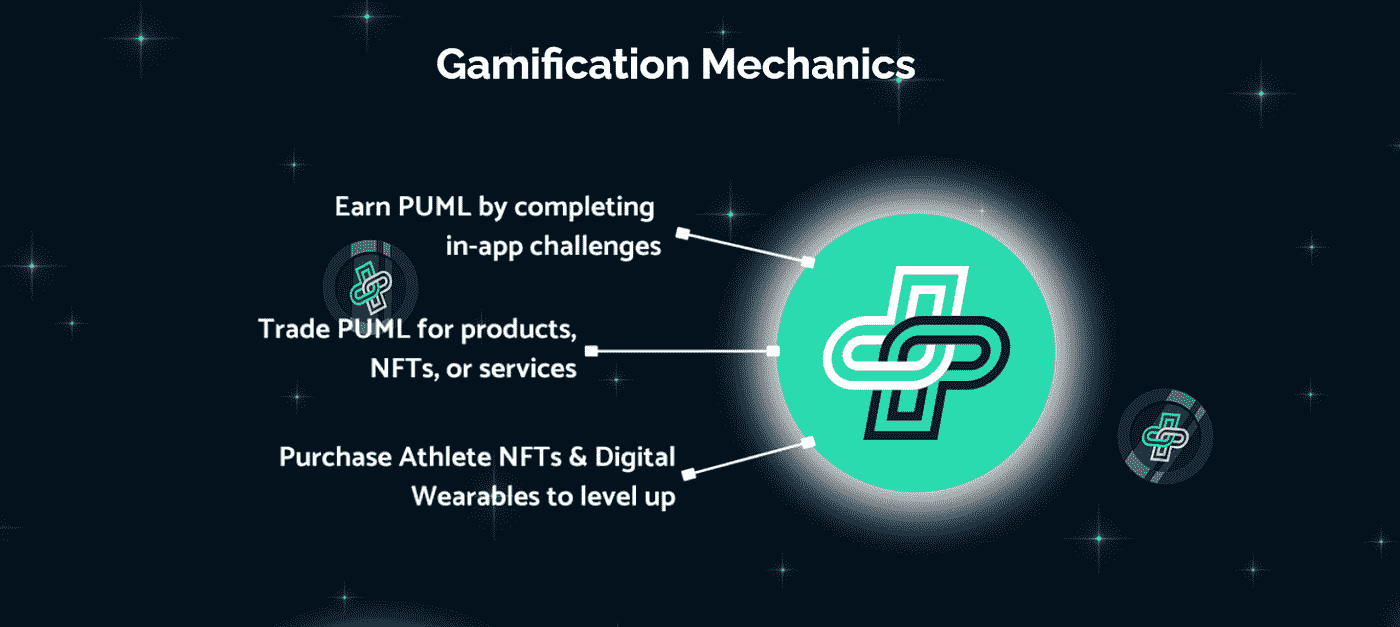 Gamification Mechanics
Earn PUML by completing
in-app challenges
Trade PUML for products,
NFTs, or services
Purchase Athlete NFTs & Digital
Wearables to level up